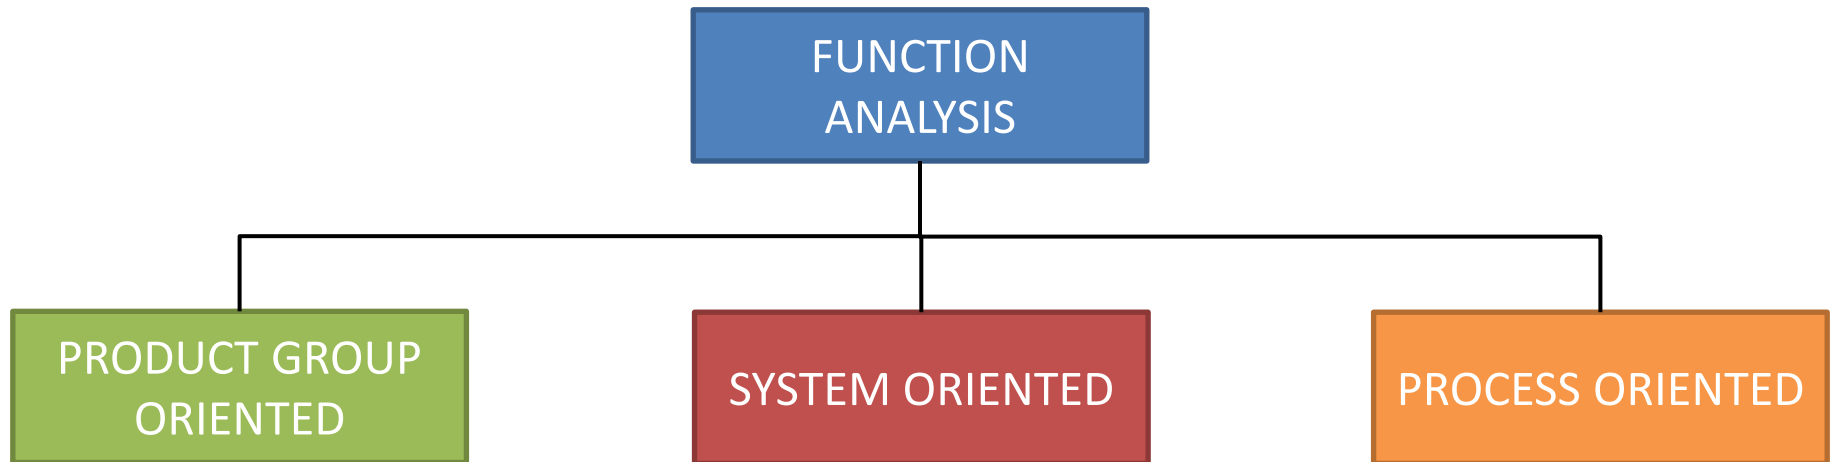 FUNCTION
ANALYSIS
PRODUCT GROUP
ORIENTED
SYSTEM ORIENTED
PROCESS ORIENTED